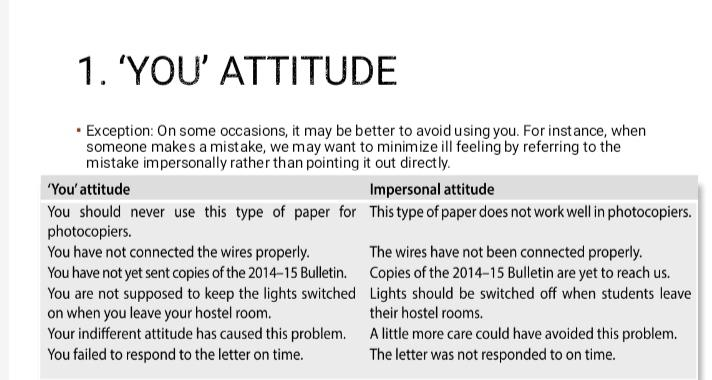 1. ‘YOU’ ATTITUDE
▪ Exception: On some occasions, it may be better to avoid using you. For instance, when
someone makes a mistake, we may want to minimize ill feeling by referring to the
mistake impersonally rather than pointing it out directly.
‘You’ attitude Impersonal attitude
You should never use this type of paper for This type of paper does not work well in photocopiers.
photocopiers.
You have not connected the wires properly. The wires have not been connected properly.
You have not yet sent copies of the 2014–15 Bulletin. Copies of the 2014–15 Bulletin are yet to reach us.
You are not supposed to keep the lights switched Lights should be switched off when students leave
on when you leave your hostel room. their hostel rooms.
Your indifferent attitude has caused this problem. A little more care could have avoided this problem.
You failed to respond to the letter on time. The letter was not responded to on time.